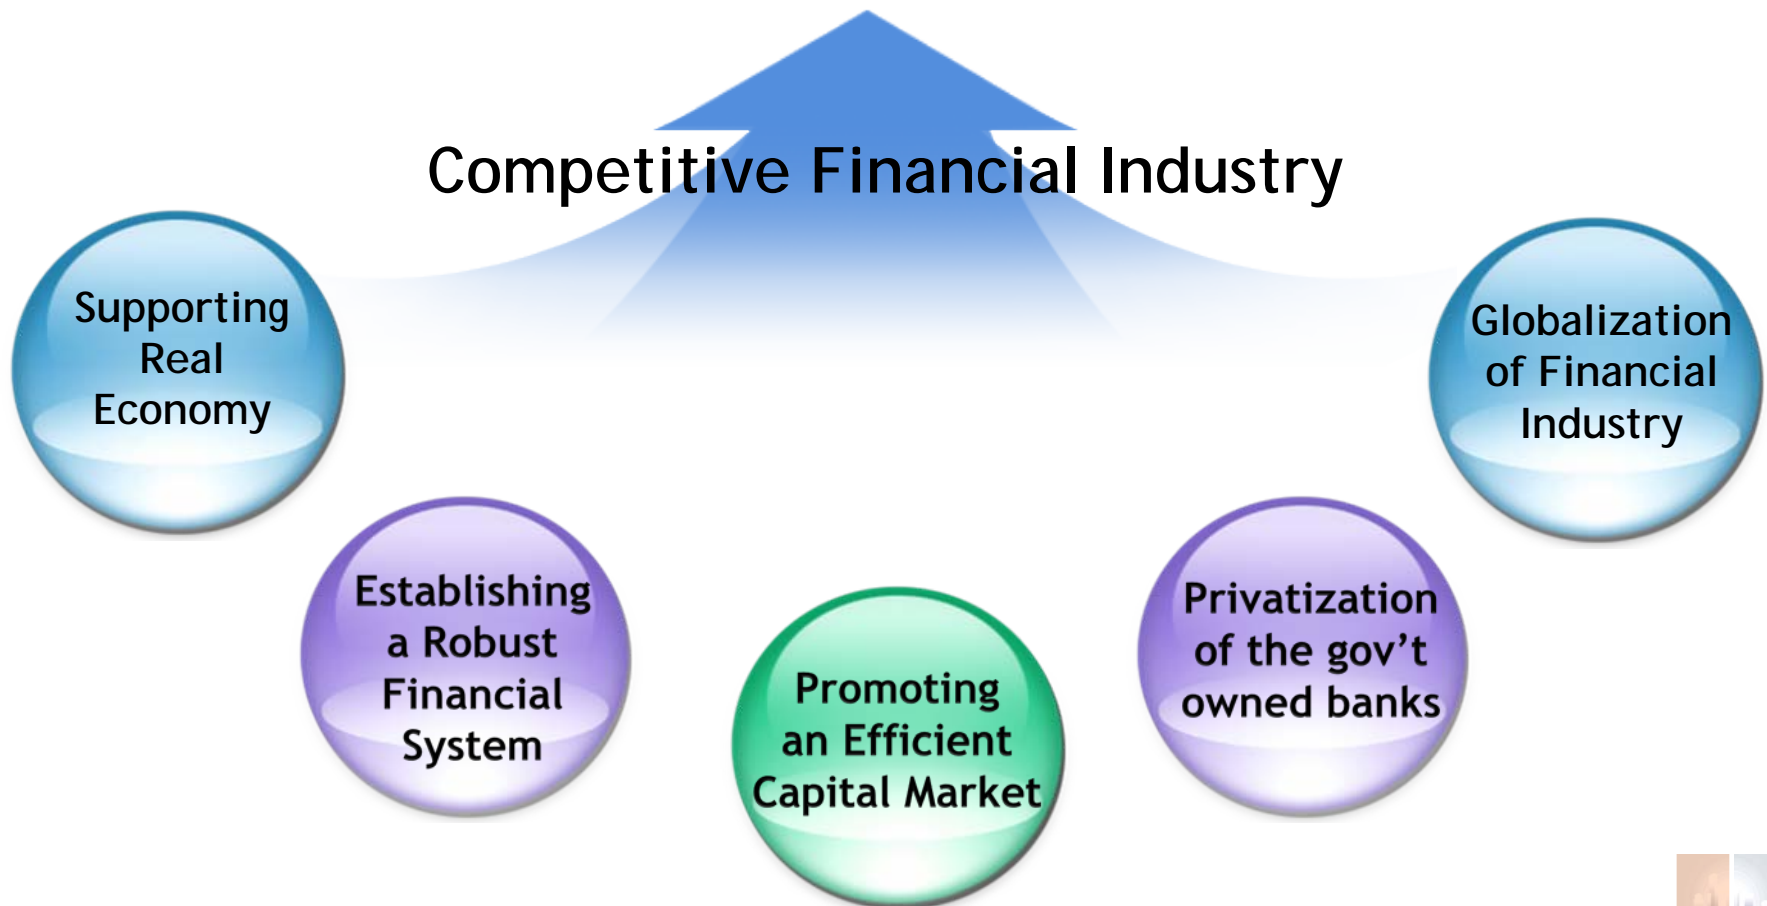 Competitive Financial Industry
Supporting
Real
Economy
Establishing
a Robust
Financial
System
Promoting
an Efficient
Capital Market
Privatization
of the gov’t
owned banks
Globalization
of Financial
Industry